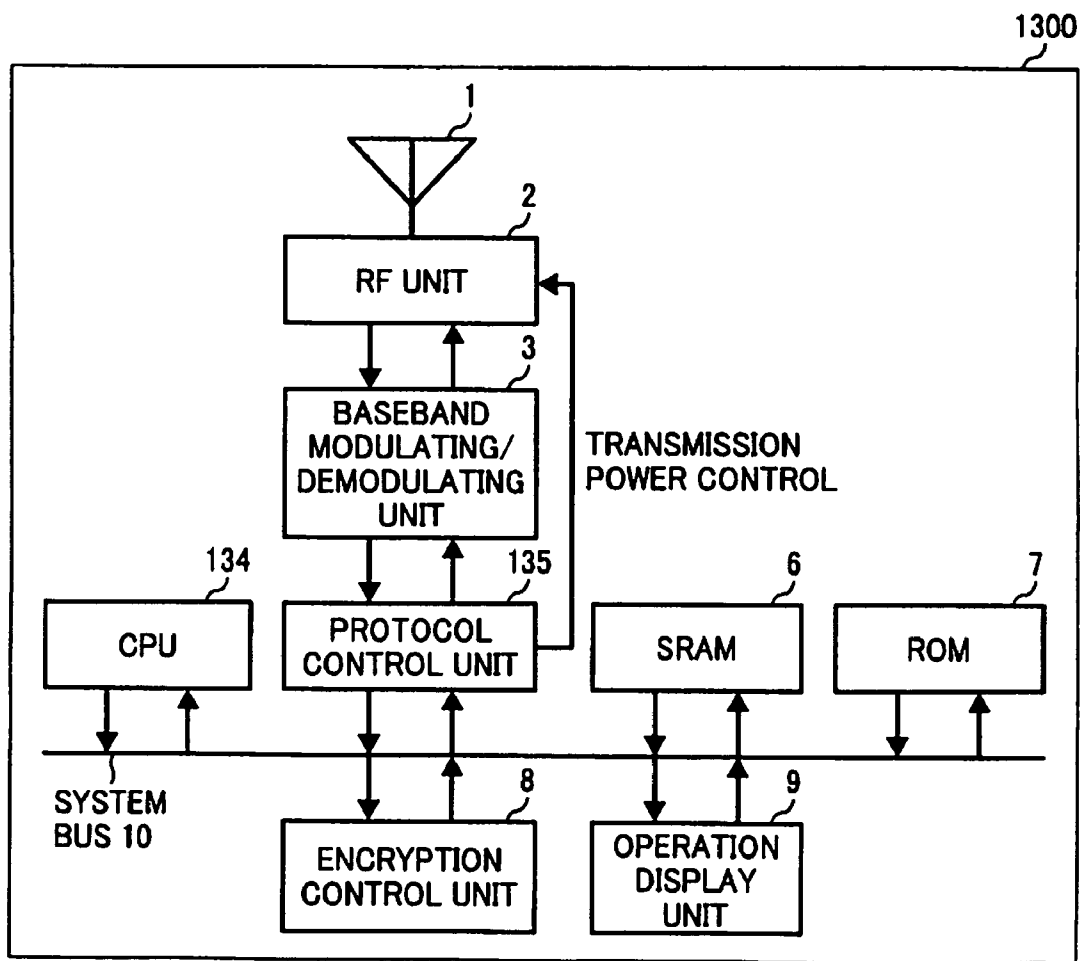 1300
1
2
RF UNIT
3
BASEBAND
MODULATING/
DEMODULATING
UNIT
TRANSMISSION
POWER CONTROL
134
CPU
135
PROTOCOL
CONTROL UNIT
6
SRAM
7
ROM
SYSTEM
BUS 10
8
ENCRYPTION
CONTROL UNIT
9
OPERATION
DISPLAY
UNIT